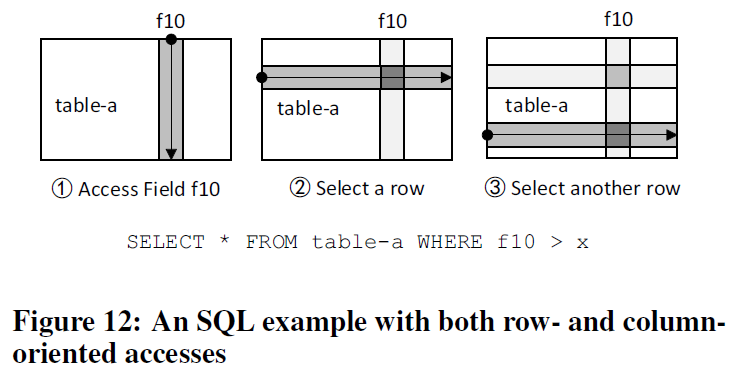 f10 f10 f10
table-a table-a table-a
① Access Field f10 ② Select a row ③ Select another row
SELECT * FROM table-a WHERE f10 > x
Figure 12: An SQL example with both row- and column-
oriented accesses